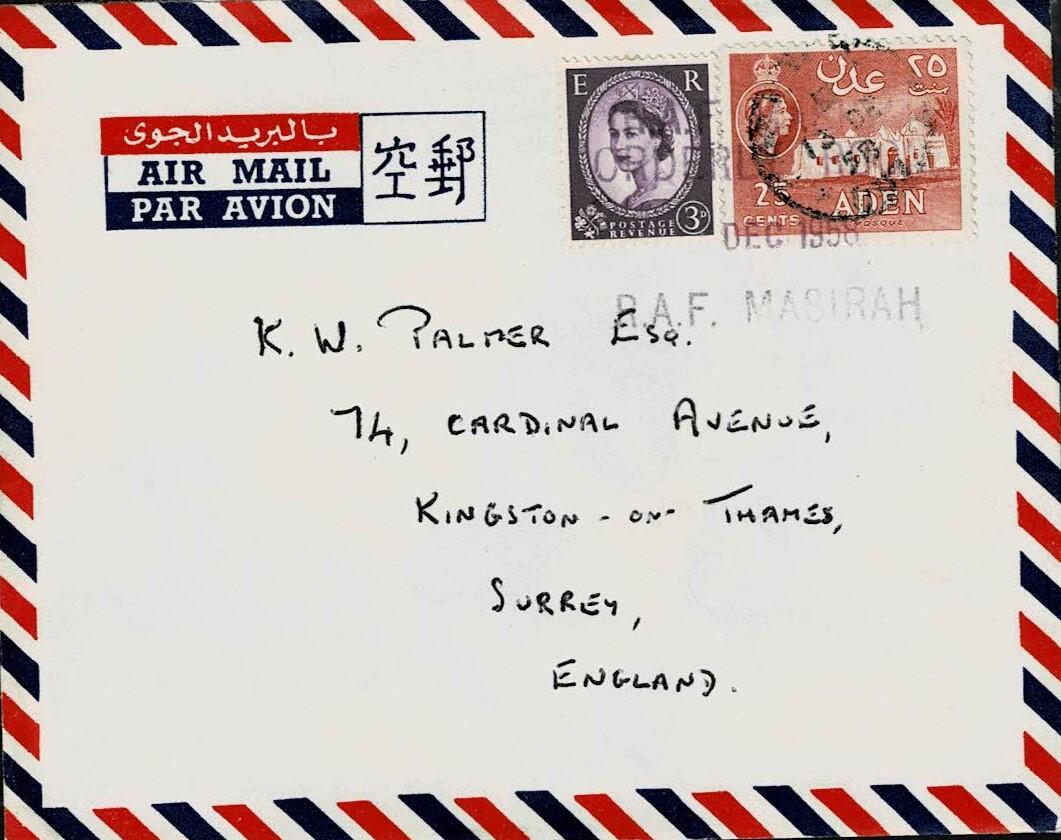 بالبريد الجوى
AIR MAIL
PAR AVION
空郵
E R
POSTAGE
REVENUE
3D
عدن
٢٥
سنت
25
CENTS
ADEN
MOSQUE
DEC 1958
R.A.F. MASIRAH
K. W. PALMER ESQ.
74, CARDINAL AVENUE,
KINGSTON-ON-THAMES,
SURREY,
ENGLAND.